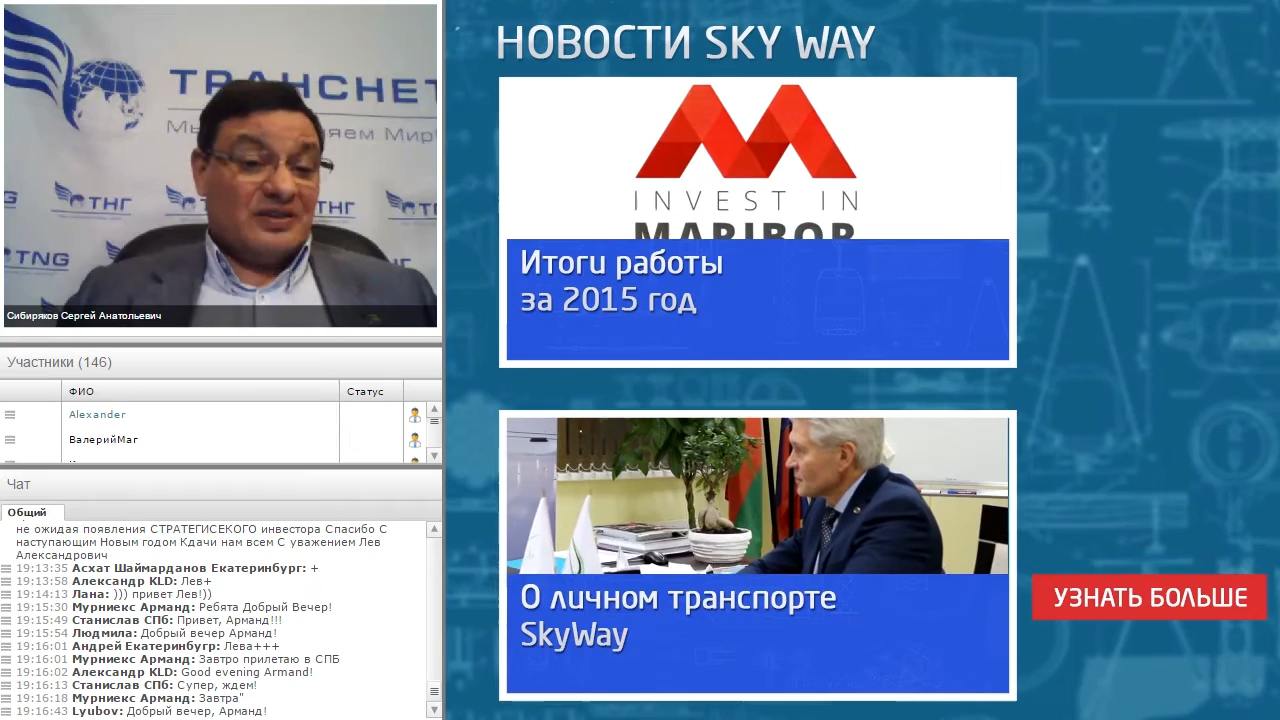 ТРАНСНЕТ
ТНГ
ТНГ
TNG
Сибиряков Сергей Анатольевич
Участники (146)
ФИО
Статус
Alexander
ВалерийМаг
Чат
Общий
не ожидая появления СТРАТЕГИСЕКОГО инвестора Спасибо С
наступающим Новым годом Кдачи нам всем С уважением Лев
Александрович
19:13:35 Асхат Шаймарданов Екатеринбург: +
19:13:58 Александр KLD: Лев+
19:14:13 Лана: ))) привет Лев!))
19:15:30 Мурниекс Арманд: Ребята Добрый Вечер!
19:15:49 Станислав СПб: Привет, Арманд!!!
19:15:54 Людмила: Добрый вечер Арманд!
19:16:01 Андрей Екатеринбугр: Лева+++
19:16:01 Мурниекс Арманд: Завтро прилетаю в СПБ
19:16:02 Александр KLD: Good evening Armand!
19:16:13 Станислав СПб: Супер, ждем!
19:16:18 Мурниекс Арманд: Завтра"
19:16:43 Lyubov: Добрый вечер, Арманд!
НОВОСТИ SKY WAY
INVEST IN
MARIBOR
Итоги работы
за 2015 год
О личном транспорте
SkyWay
УЗНАТЬ БОЛЬШЕ